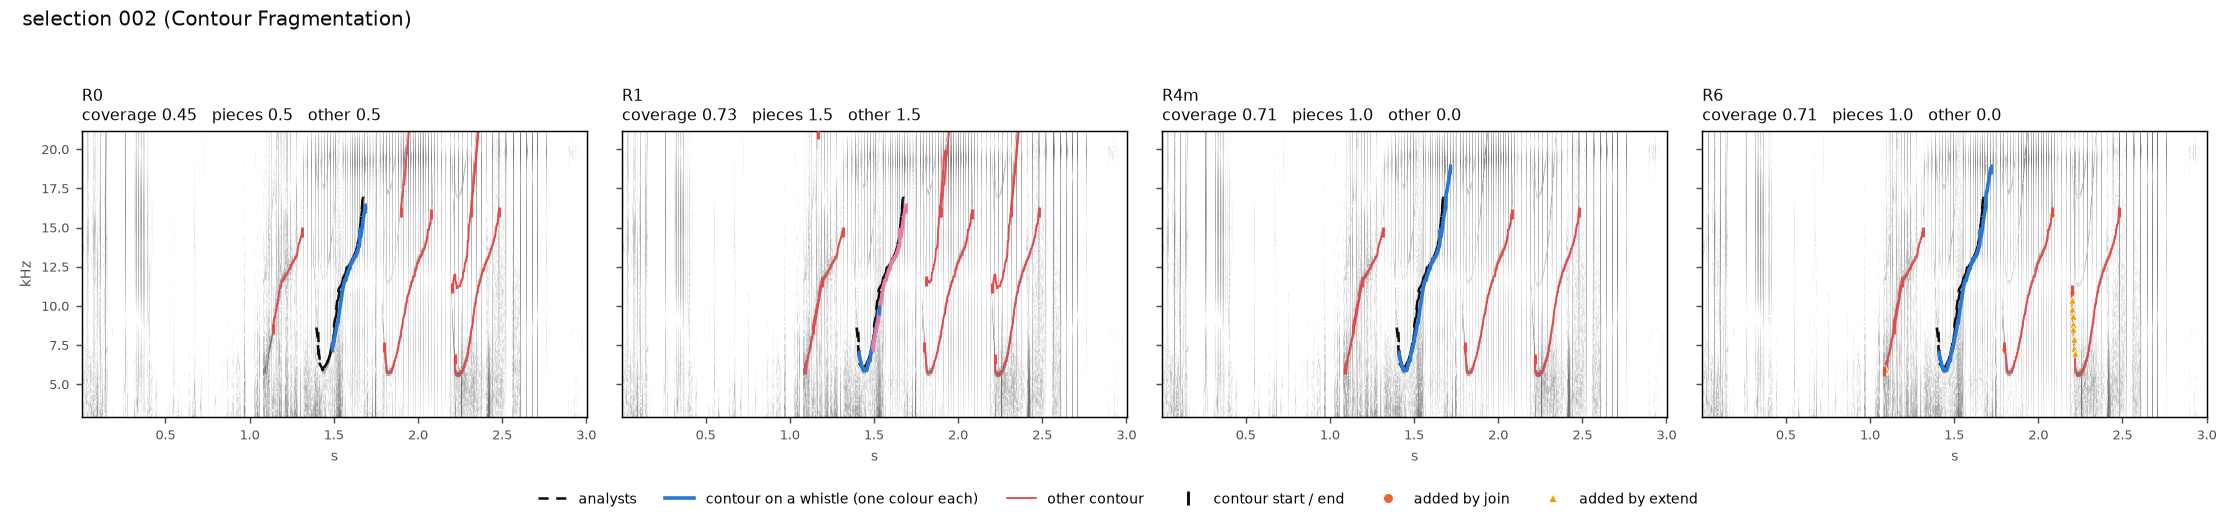 selection 002 (Contour Fragmentation)
R0
coverage 0.45 pieces 0.5 other 0.5
R1
coverage 0.73 pieces 1.5 other 1.5
R4m
coverage 0.71 pieces 1.0 other 0.0
R6
coverage 0.71 pieces 1.0 other 0.0
kHz
20.0
17.5
15.0
12.5
10.0
7.5
5.0
0.5 1.0 1.5 2.0 2.5 3.0
0.5 1.0 1.5 2.0 2.5 3.0
0.5 1.0 1.5 2.0 2.5 3.0
0.5 1.0 1.5 2.0 2.5 3.0
s
s
s
s
analysts contour on a whistle (one colour each) other contour contour start / end added by join added by extend